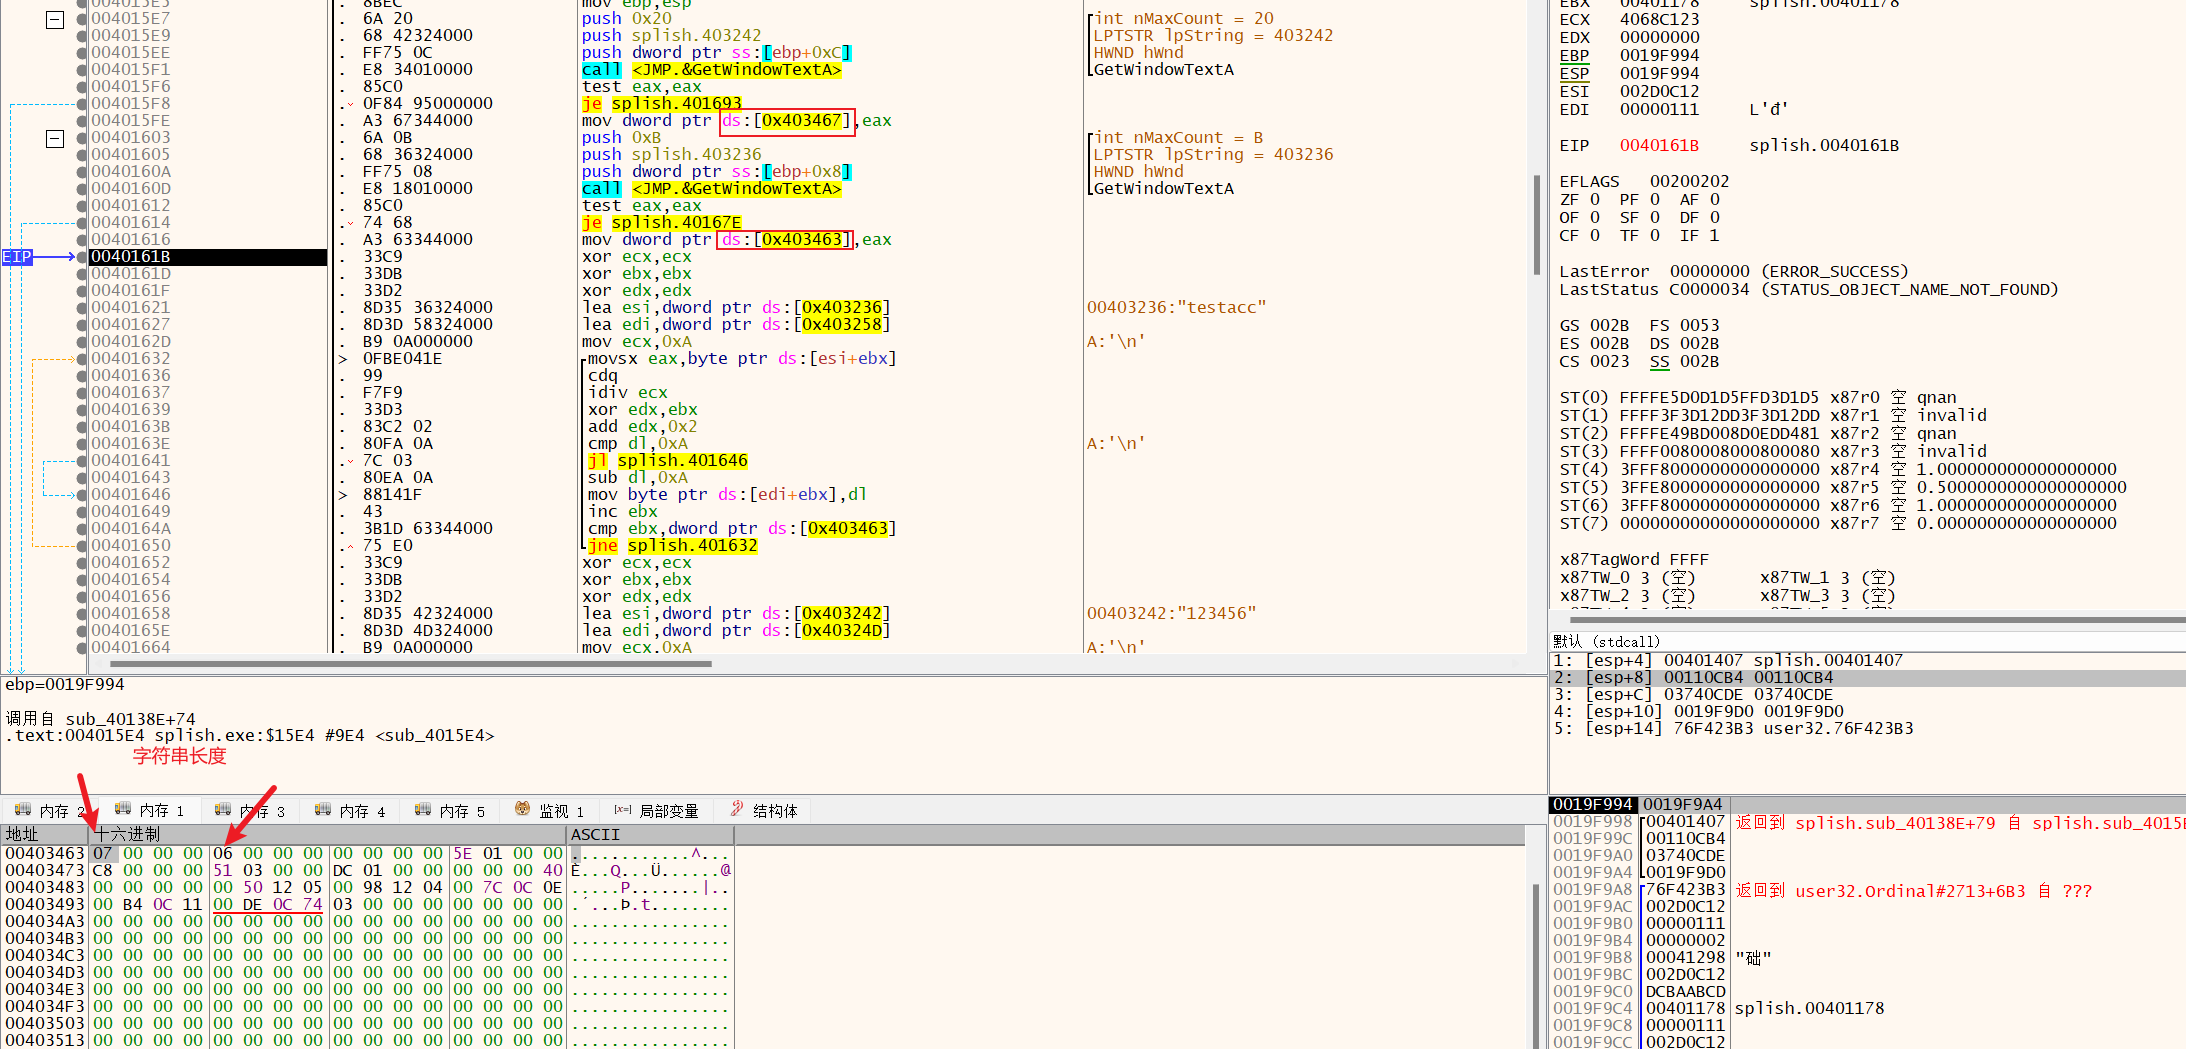 004015E5 . 8BEC mov ebp,esp
004015E7 . 6A 20 push 0x20 int nMaxCount = 20
004015E9 . 68 42324000 push splish.403242 LPTSTR lpString = 403242
004015EE . FF75 0C push dword ptr ss:[ebp+0xC] HWND hWnd
004015F1 . E8 34010000 call <JMP.&GetWindowTextA> GetWindowTextA
004015F6 . 85C0 test eax,eax
004015F8 . 0F84 95000000 je splish.401693
004015FE . A3 67344000 mov dword ptr ds:[0x403467],eax
00401603 . 6A 0B push 0xB int nMaxCount = B
00401605 . 68 36324000 push splish.403236 LPTSTR lpString = 403236
0040160A . FF75 08 push dword ptr ss:[ebp+0x8] HWND hWnd
0040160D . E8 18010000 call <JMP.&GetWindowTextA> GetWindowTextA
00401612 . 85C0 test eax,eax
00401614 . 74 68 je splish.40167E
00401616 . A3 63344000 mov dword ptr ds:[0x403463],eax
EIP 0040161B . 33C9 xor ecx,ecx
0040161D . 33DB xor ebx,ebx
0040161F . 33D2 xor edx,edx
00401621 . 8D35 36324000 lea esi,dword ptr ds:[0x403236] 00403236:"testacc"
00401627 . 8D3D 58324000 lea edi,dword ptr ds:[0x403258]
0040162D . B9 0A000000 mov ecx,0xA A:'\n'
00401632 > 0FBE041E movsx eax,byte ptr ds:[esi+ebx]
00401636 . 99 cdq
00401637 . F7F9 idiv ecx
00401639 . 33D3 xor edx,ebx
0040163B . 83C2 02 add edx,0x2
0040163E . 80FA 0A cmp dl,0xA A:'\n'
00401641 . 7C 03 jl splish.401646
00401643 . 80EA 0A sub dl,0xA
00401646 > 88141F mov byte ptr ds:[edi+ebx],dl
00401649 . 43 inc ebx
0040164A . 3B1D 63344000 cmp ebx,dword ptr ds:[0x403463]
00401650 . 75 E0 jne splish.401632
00401652 . 33C9 xor ecx,ecx
00401654 . 33DB xor ebx,ebx
00401656 . 33D2 xor edx,edx
00401658 . 8D35 42324000 lea esi,dword ptr ds:[0x403242] 00403242:"123456"
0040165E . 8D3D 4D324000 lea edi,dword ptr ds:[0x40324D]
00401664 . B9 0A000000 mov ecx,0xA A:'\n'
EBX 00401178 splish.00401178
ECX 4068C123
EDX 00000000
EBP 0019F994
ESP 0019F994
ESI 002D0C12
EDI 00000111 L'đ'
EIP 0040161B splish.0040161B
EFLAGS 00200202
ZF 0 PF 0 AF 0
OF 0 SF 0 DF 0
CF 0 TF 0 IF 1
LastError 00000000 (ERROR_SUCCESS)
LastStatus C0000034 (STATUS_OBJECT_NAME_NOT_FOUND)
GS 002B FS 0053
ES 002B DS 002B
CS 0023 SS 002B
ST(0) FFFFE5D0D1D5FFD3D1D5 x87r0 空 qnan
ST(1) FFFF3F3D12DD3F3D12DD x87r1 空 invalid
ST(2) FFFFE49BD008D0EDD481 x87r2 空 qnan
ST(3) FFFF0080008000800080 x87r3 空 invalid
ST(4) 3FFF8000000000000000 x87r4 空 1.000000000000000000
ST(5) 3FFE8000000000000000 x87r5 空 0.5000000000000000000
ST(6) 3FFF8000000000000000 x87r6 空 1.000000000000000000
ST(7) 00000000000000000000 x87r7 空 0.000000000000000000
x87TagWord FFFF
x87TW_0 3 (空) x87TW_1 3 (空)
x87TW_2 3 (空) x87TW_3 3 (空)
默认 (stdcall)
1: [esp+4] 00401407 splish.00401407
2: [esp+8] 00110CB4 00110CB4
3: [esp+C] 03740CDE 03740CDE
4: [esp+10] 0019F9D0 0019F9D0
5: [esp+14] 76F423B3 user32.76F423B3
ebp=0019F994
调用自 sub_40138E+74
.text:004015E4 splish.exe:$15E4 #9E4 <sub_4015E4>
字符串长度
内存 2 内存 1 内存 3 内存 4 内存 5 监视 1 [x=] 局部变量 结构体
地址 十六进制 ASCII
00403463 07 00 00 00 06 00 00 00 00 00 00 00 5E 01 00 00 ............^...
00403473 C8 00 00 00 51 03 00 00 DC 01 00 00 00 00 00 40 È...Q...Ü......@
00403483 00 00 00 00 00 50 12 05 00 98 12 04 00 7C 0C 0E .....P.......|..
00403493 00 B4 0C 11 00 DE 0C 74 03 00 00 00 00 00 00 00 .´...Þ.t........
004034A3 00 00 00 00 00 00 00 00 00 00 00 00 00 00 00 00 ................
004034B3 00 00 00 00 00 00 00 00 00 00 00 00 00 00 00 00 ................
004034C3 00 00 00 00 00 00 00 00 00 00 00 00 00 00 00 00 ................
004034D3 00 00 00 00 00 00 00 00 00 00 00 00 00 00 00 00 ................
004034E3 00 00 00 00 00 00 00 00 00 00 00 00 00 00 00 00 ................
004034F3 00 00 00 00 00 00 00 00 00 00 00 00 00 00 00 00 ................
00403503 00 00 00 00 00 00 00 00 00 00 00 00 00 00 00 00 ................
00403513 00 00 00 00 00 00 00 00 00 00 00 00 00 00 00 00 ................
0019F994 0019F9A4
0019F998 00401407 返回到 splish.sub_40138E+79 自 splish.sub_4015
0019F99C 00110CB4
0019F9A0 03740CDE
0019F9A4 0019F9D0
0019F9A8 76F423B3 返回到 user32.Ordinal#2713+6B3 自 ???
0019F9AC 002D0C12
0019F9B0 00000111
0019F9B4 00000002
0019F9B8 00041298 "础"
0019F9BC 002D0C12
0019F9C0 DCBAABCD
0019F9C4 00401178 splish.00401178
0019F9C8 00000111
0019F9CC 002D0C12